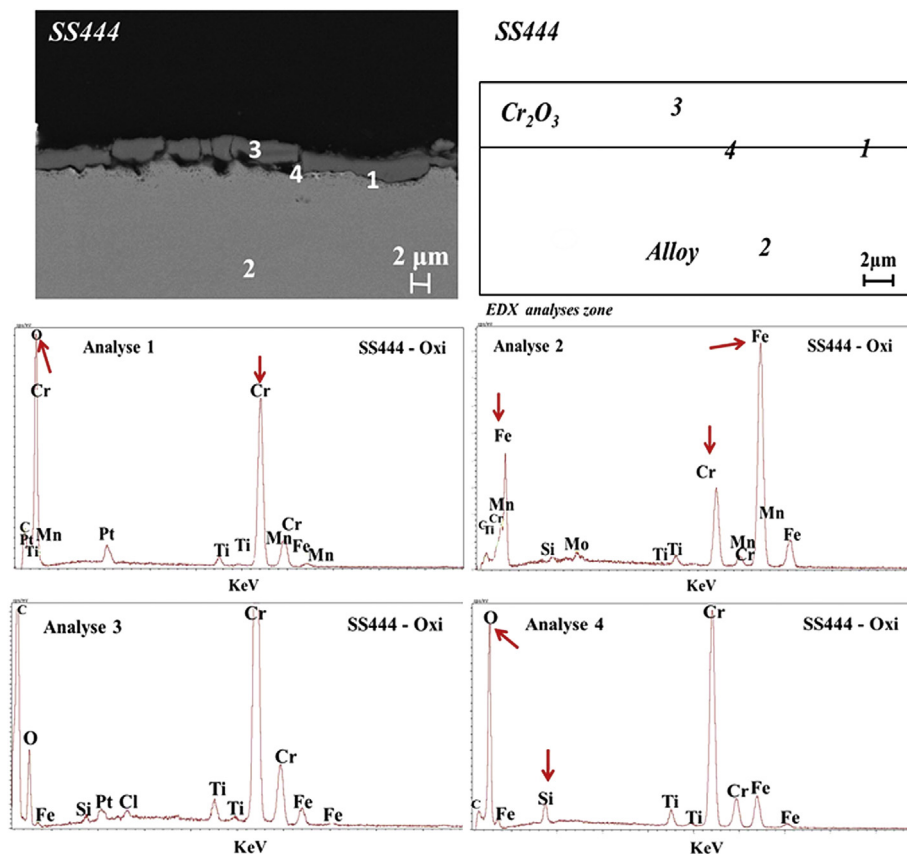 SS444
3
4
1
2
2 μm
SS444
Cr2O3
3
4
1
Alloy
2
2μm
EDX analyses zone
O
Analyse 1
SS444 - Oxi
Cr
Cr
C
Pt
Ti
Mn
Pt
Ti
Ti
Mn
Cr
Fe
Mn
KeV
Analyse 2
Fe
SS444 - Oxi
Fe
Cr
C
Ti
Cr
Mn
Si
Mo
Ti
Ti
Mn
Cr
Mn
Fe
KeV
C
Analyse 3
Cr
SS444 - Oxi
O
Fe
Si
Pt
Cl
Ti
Ti
Cr
Fe
Fe
KeV
O
Analyse 4
Cr
SS444 - Oxi
C
Fe
Si
Ti
Ti
Cr
Fe
Fe
KeV